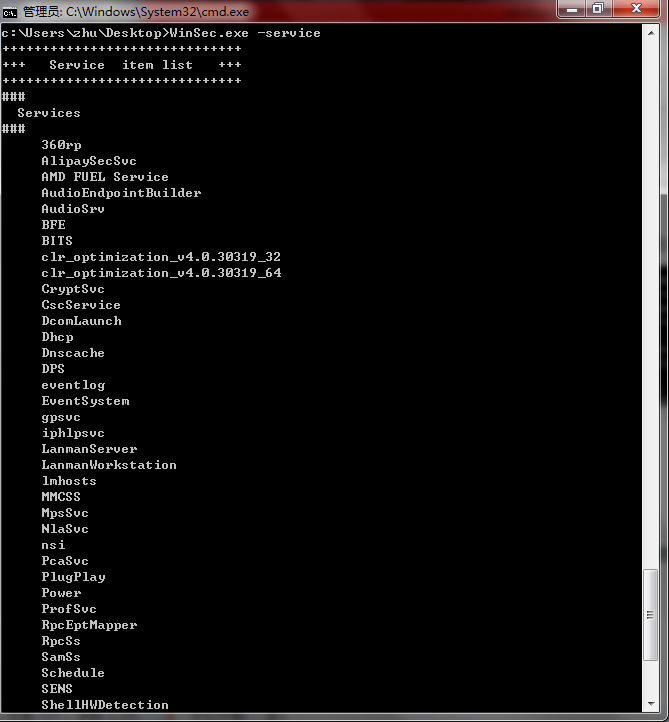 管理员: C:\Windows\System32\cmd.exe
c:\Users\zhu\Desktop>WinSec.exe -service
++++++++++++++++++++++++++++++
+++   Service  item list   +++
++++++++++++++++++++++++++++++
###
  Services
###
     360rp
     AlipaySecSvc
     AMD FUEL Service
     AudioEndpointBuilder
     AudioSrv
     BFE
     BITS
     clr_optimization_v4.0.30319_32
     clr_optimization_v4.0.30319_64
     CryptSvc
     CscService
     DcomLaunch
     Dhcp
     Dnscache
     DPS
     eventlog
     EventSystem
     gpsvc
     iphlpsvc
     LanmanServer
     LanmanWorkstation
     lmhosts
     MMCSS
     MpsSvc
     NlaSvc
     nsi
     PcaSvc
     PlugPlay
     Power
     ProfSvc
     RpcEptMapper
     RpcSs
     SamSs
     Schedule
     SENS
     ShellHWDetection